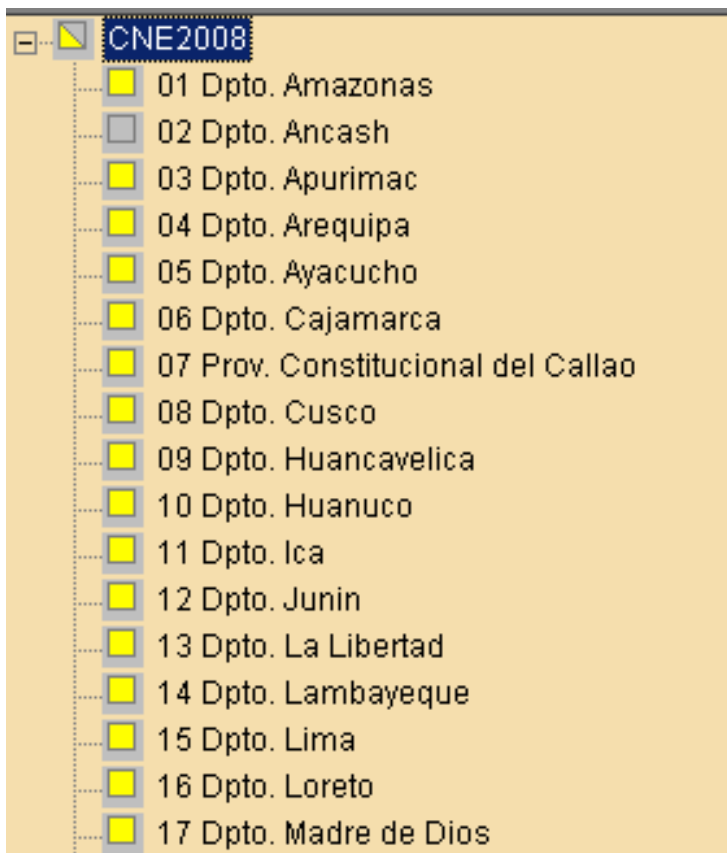 CNE2008
01 Dpto. Amazonas
02 Dpto. Ancash
03 Dpto. Apurimac
04 Dpto. Arequipa
05 Dpto. Ayacucho
06 Dpto. Cajamarca
07 Prov. Constitucional del Callao
08 Dpto. Cusco
09 Dpto. Huancavelica
10 Dpto. Huanuco
11 Dpto. Ica
12 Dpto. Junin
13 Dpto. La Libertad
14 Dpto. Lambayeque
15 Dpto. Lima
16 Dpto. Loreto
17 Dpto. Madre de Dios